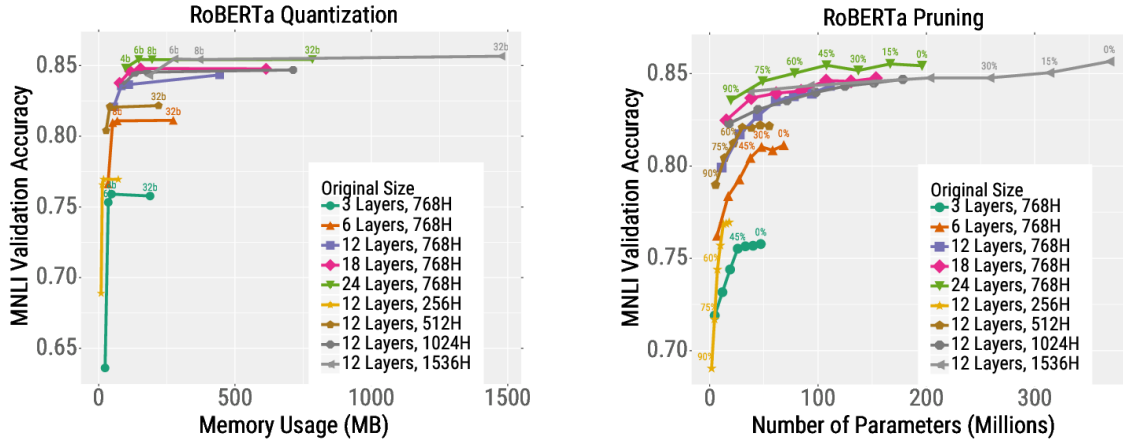 RoBERTa Quantization
MNLI Validation Accuracy
0.85
0.80
0.75
0.70
0.65
4b
6b
8b
6b
8b
32b
32b
32b
8b
32b
6b
32b
Original Size
3 Layers, 768H
6 Layers, 768H
12 Layers, 768H
18 Layers, 768H
24 Layers, 768H
12 Layers, 256H
12 Layers, 512H
12 Layers, 1024H
12 Layers, 1536H
0
500
1000
1500
Memory Usage (MB)
RoBERTa Pruning
MNLI Validation Accuracy
0.85
0.80
0.75
0.70
90%
75%
60%
45%
30%
15%
0%
30%
15%
0%
60%
75%
90%
45%
30%
0%
45%
0%
60%
75%
90%
Original Size
3 Layers, 768H
6 Layers, 768H
12 Layers, 768H
18 Layers, 768H
24 Layers, 768H
12 Layers, 256H
12 Layers, 512H
12 Layers, 1024H
12 Layers, 1536H
0
100
200
300
Number of Parameters (Millions)